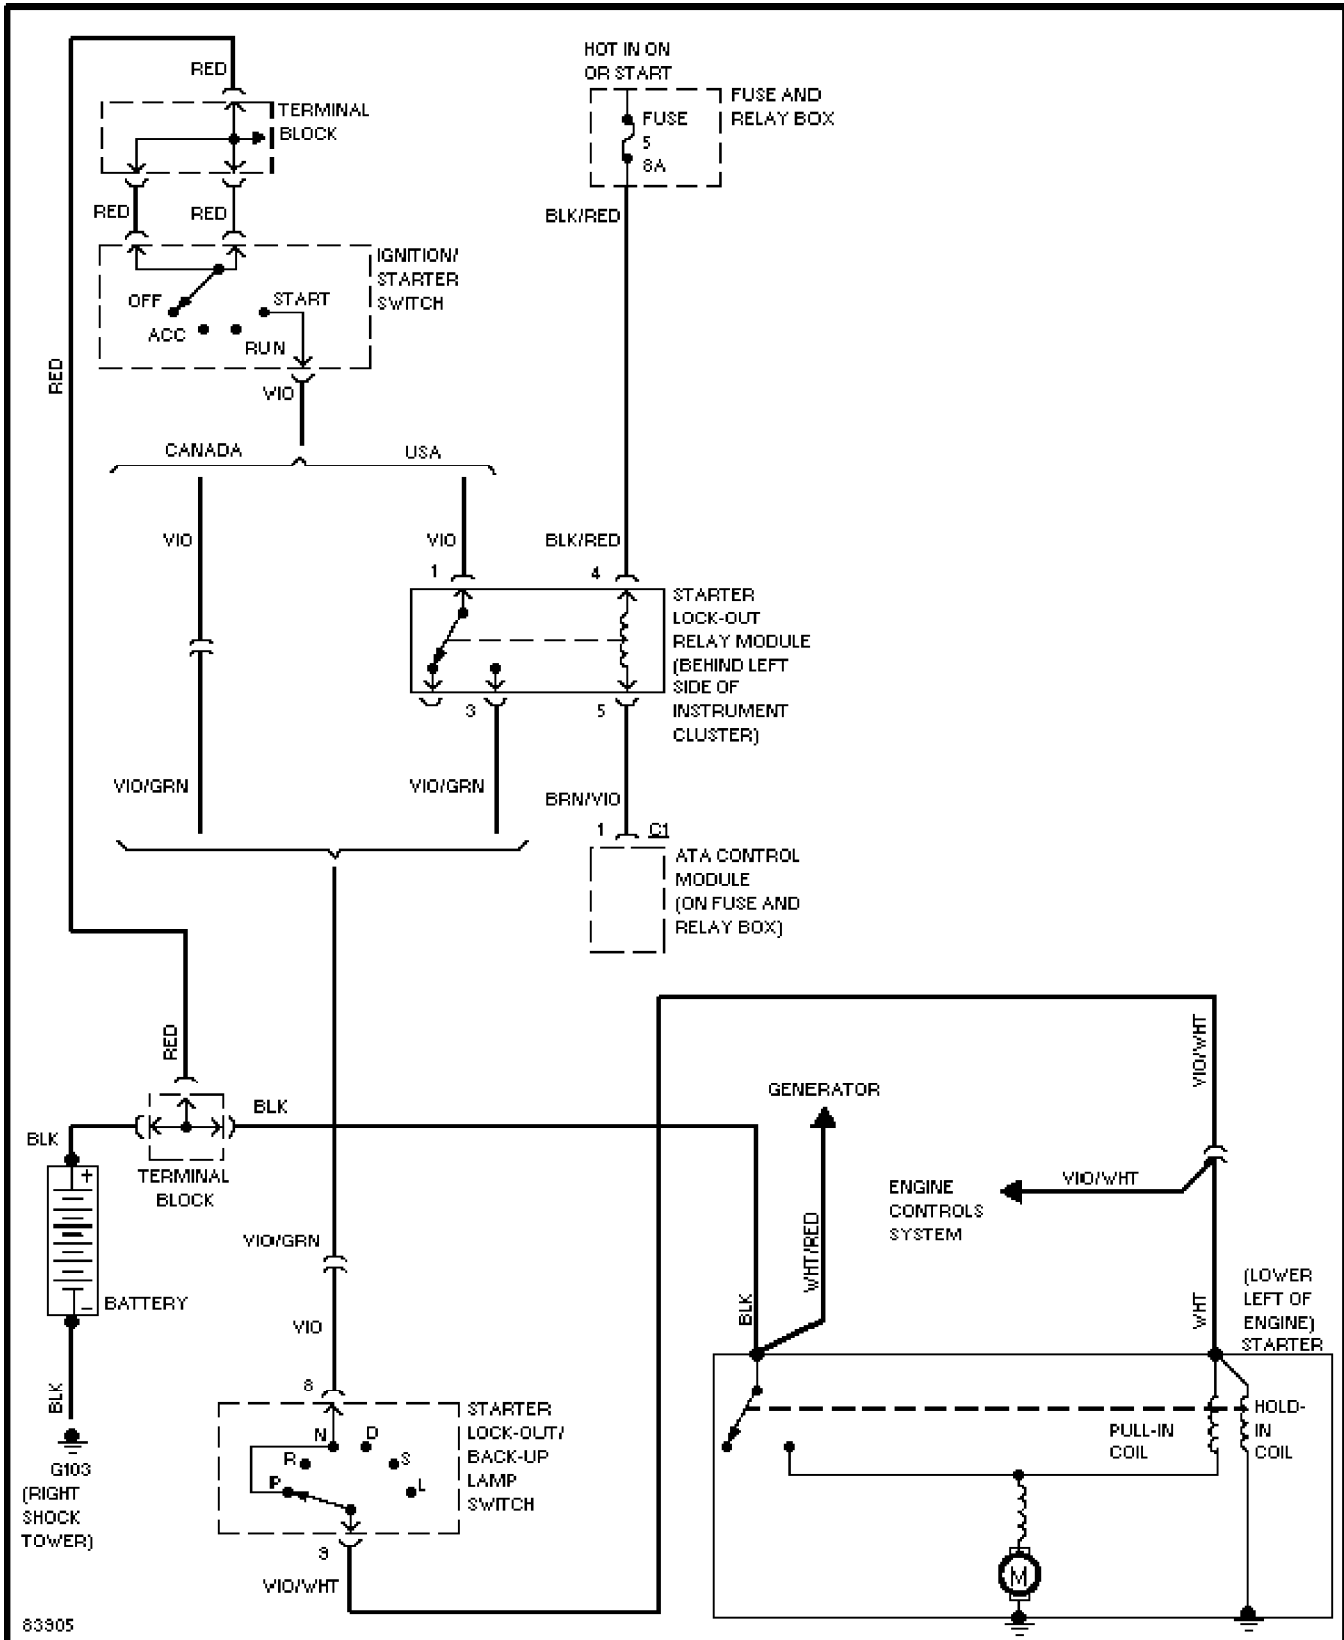 RED
TERMINAL
BLOCK
HOT IN ON
OR START
FUSE
5
8A
FUSE AND
RELAY BOX
RED
RED
BLK/RED
IGNITION/
STARTER
SWITCH
OFF
START
ACC
RUN
RED
VIO
CANADA
USA
VIO
VIO
BLK/RED
1
4
STARTER
LOCK-OUT
RELAY MODULE
(BEHIND LEFT
SIDE OF
INSTRUMENT
CLUSTER)
3
5
VIO/GRN
VIO/GRN
BRN/VIO
1
C1
ATA CONTROL
MODULE
(ON FUSE AND
RELAY BOX)
RED
VIO/WHT
BLK
GENERATOR
BLK
TERMINAL
BLOCK
+
-
BATTERY
ENGINE
CONTROLS
SYSTEM
VIO/WHT
VIO/GRN
WHT/RED
BLK
WHT
(LOWER
LEFT OF
ENGINE)
STARTER
VIO
8
BLK
G103
(RIGHT
SHOCK
TOWER)
N
D
R
S
P
L
STARTER
LOCK-OUT/
BACK-UP
LAMP
SWITCH
9
VIO/WHT
PULL-IN
COIL
HOLD-
IN
COIL
M
83905